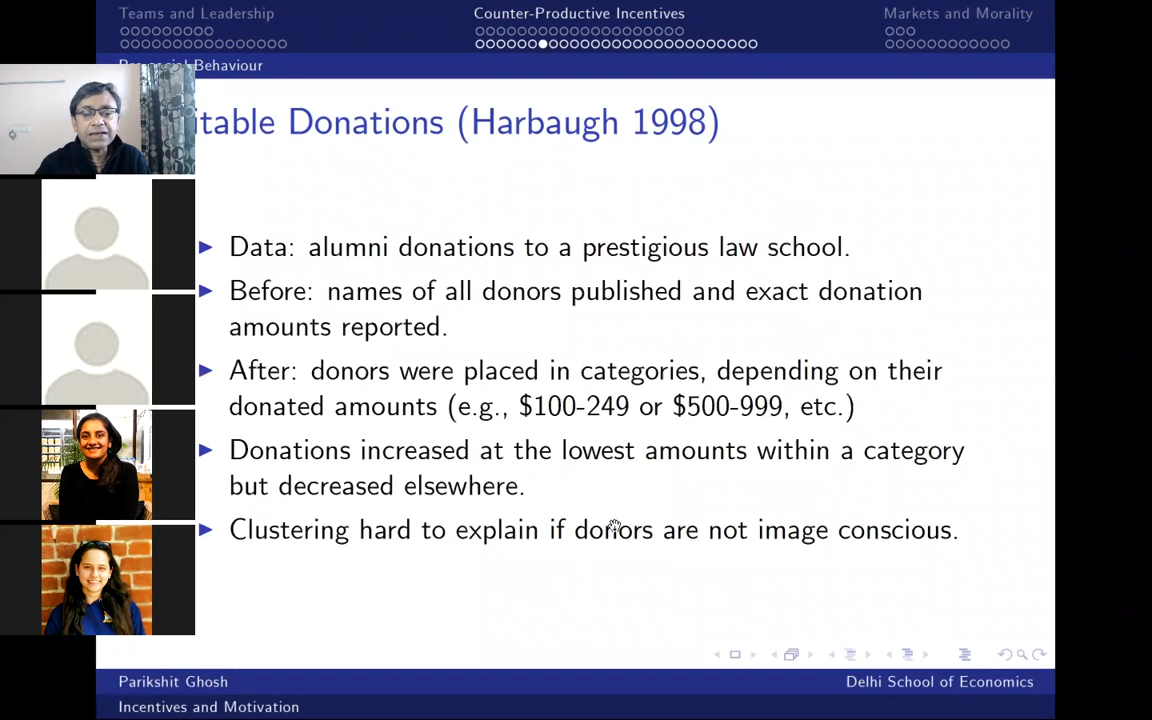 Teams and Leadership
Counter-Productive Incentives
Markets and Morality
Behaviour
itable Donations (Harbaugh 1998)
Data: alumni donations to a prestigious law school.
Before: names of all donors published and exact donation
amounts reported.
After: donors were placed in categories, depending on their
donated amounts (e.g., $100-249 or $500-999, etc.)
Donations increased at the lowest amounts within a category
but decreased elsewhere.
Clustering hard to explain if donors are not image conscious.
Parikshit Ghosh
Delhi School of Economics
Incentives and Motivation